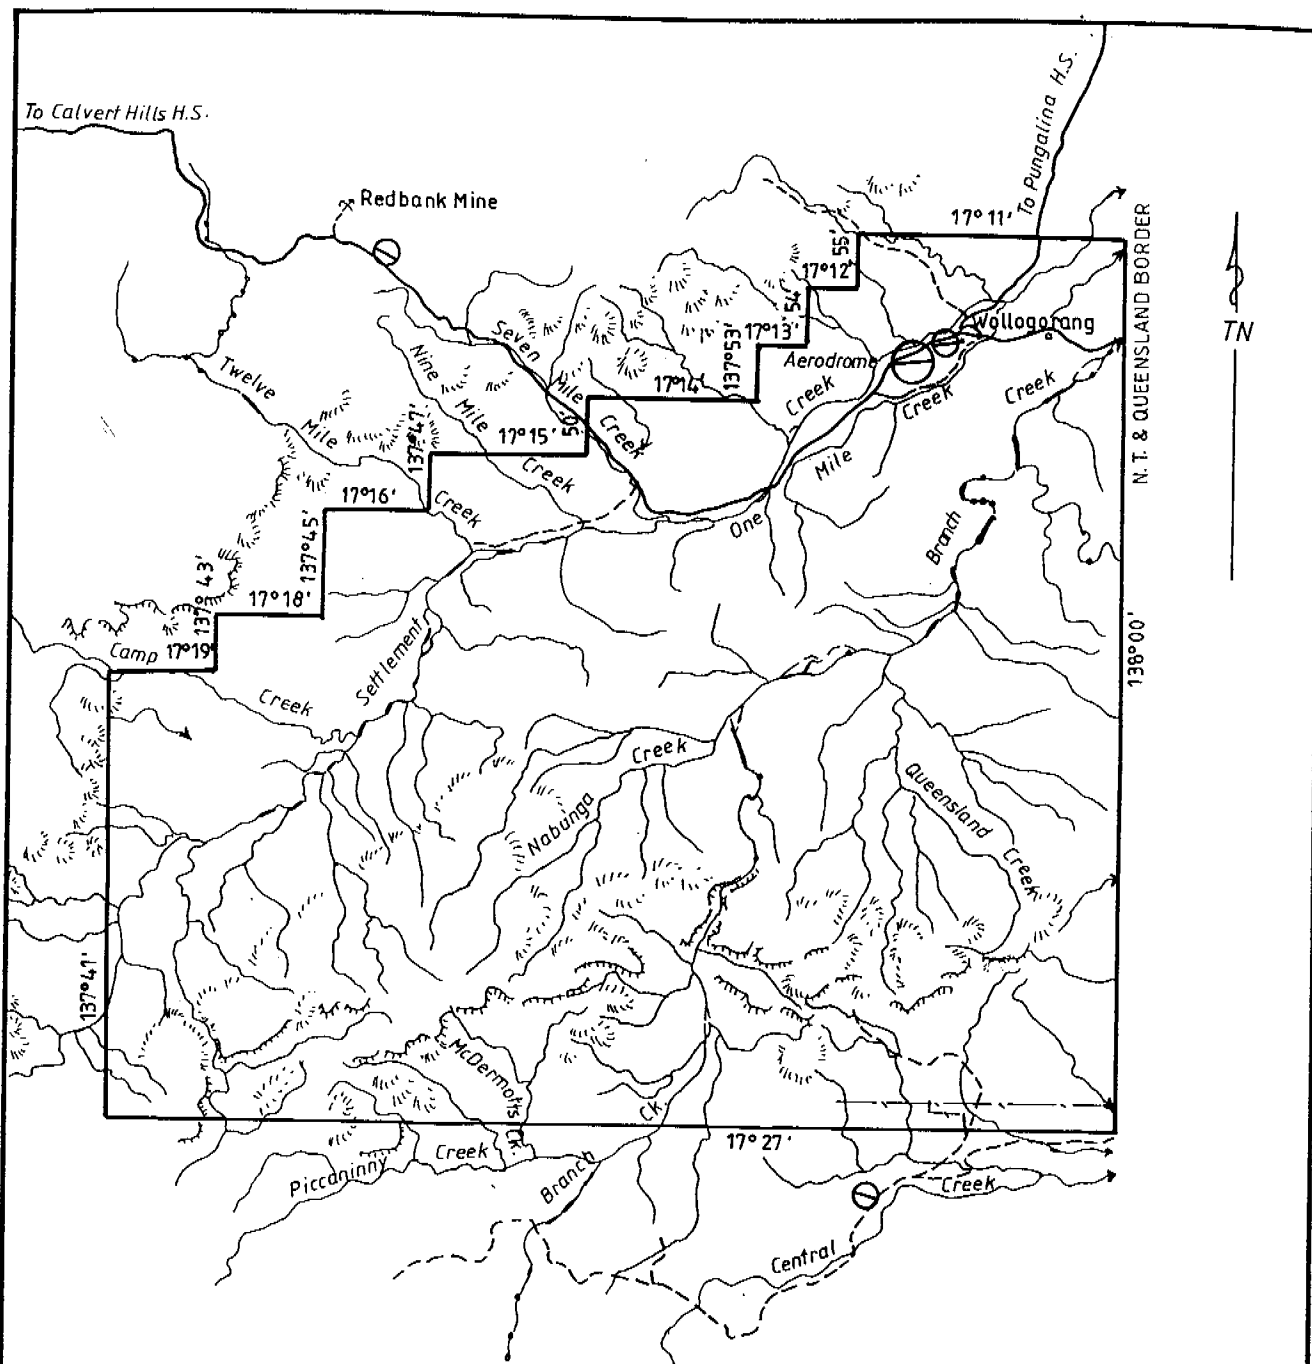 To Calvert Hills H.S.
To Pungalina H.S.
Redbank Mine
17° 11'
55'
17°12'
54'
17°13'
137°53'
17°14'
Wollogorang
Aerodrome
N.T. & QUEENSLAND BORDER
TN
Seven
Mile
Creek
Nine
Mile
Creek
Twelve
Mile
Creek
50'
17°15'
137°47'
17°16'
137°45'
17°18'
137° 43'
17°19'
Camp
Creek
Creek
Creek
Creek
Mile
One
Branch
138°00'
Settlement
Creek
Nabunga
Queensland
Creek
137°41'
McDermotts
Ck.
Ck
17° 27'
Piccaninny
Creek
Branch
Creek
Central